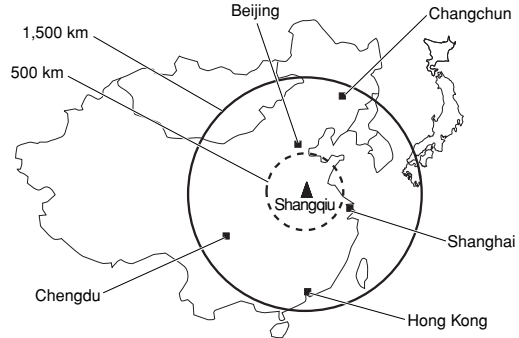 Beijing
Changchun
1,500 km
500 km
Shangqiu
Shanghai
Chengdu
Hong Kong